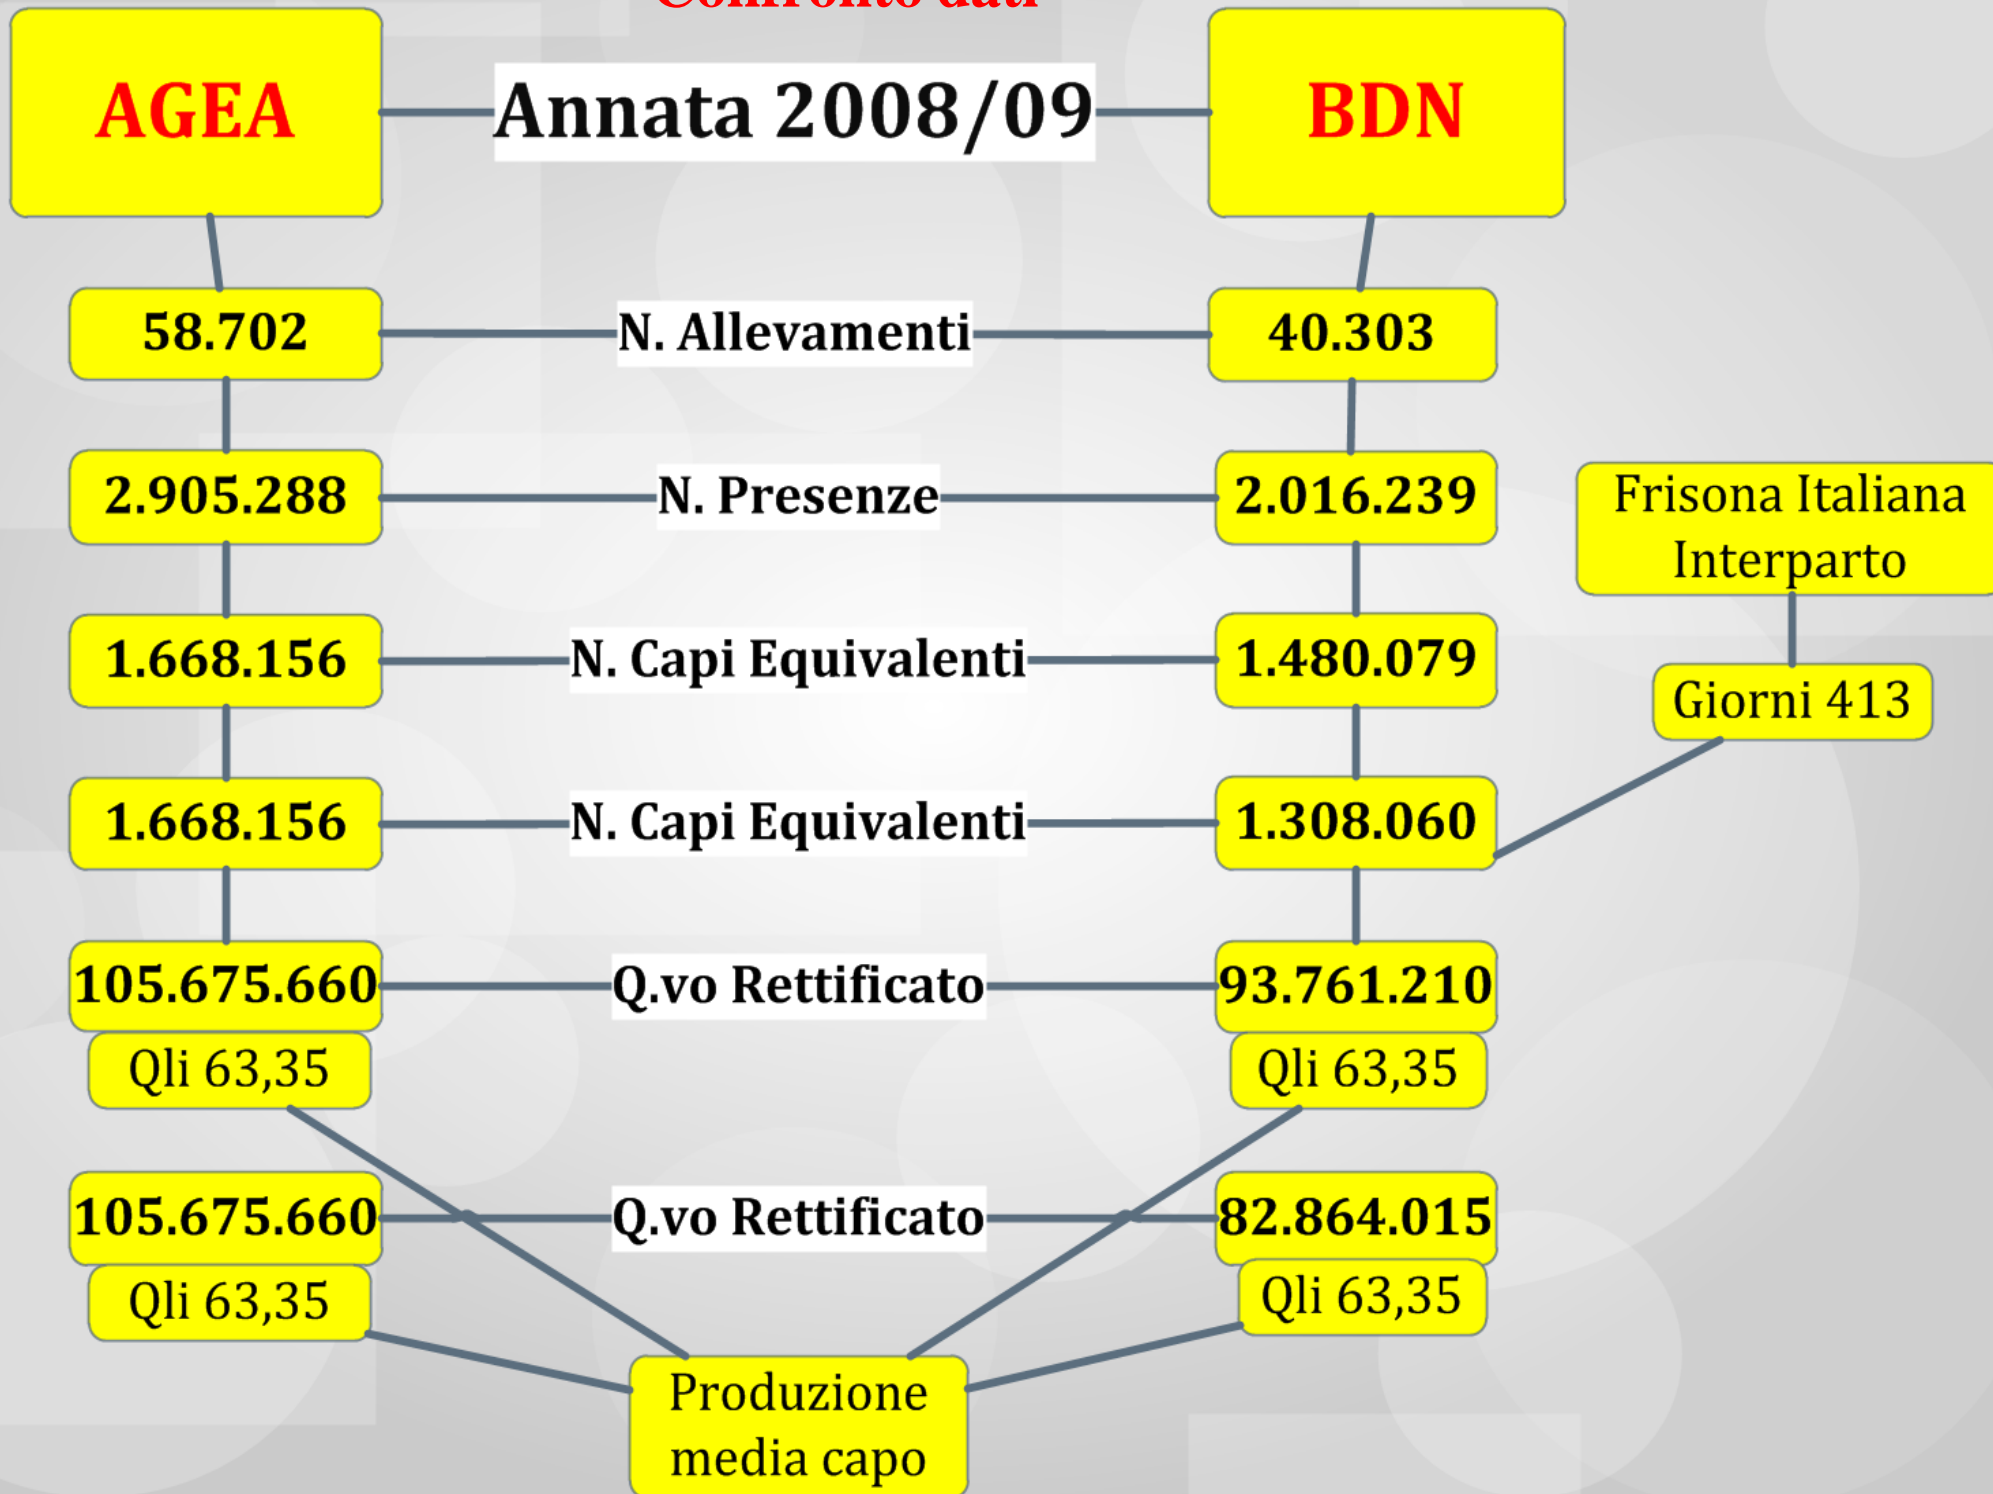 Confronto dati
AGEA
Annata 2008/09
BDN
58.702
N. Allevamenti
40.303
2.905.288
N. Presenze
2.016.239
Frisona Italiana
Interparto
1.668.156
N. Capi Equivalenti
1.480.079
Giorni 413
1.668.156
N. Capi Equivalenti
1.308.060
105.675.660
Q.vo Rettificato
93.761.210
Qli 63,35
Qli 63,35
105.675.660
Q.vo Rettificato
82.864.015
Qli 63,35
Qli 63,35
Produzione
media capo